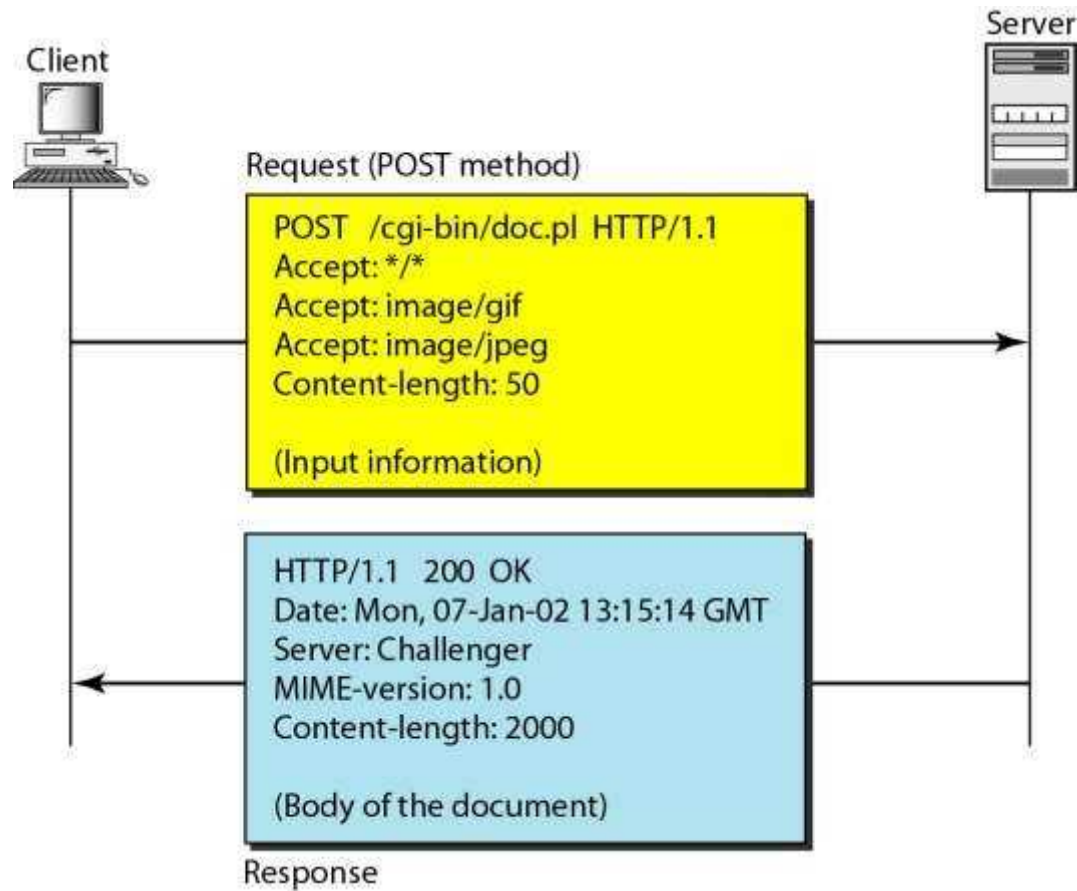 Server
Client
Request (POST method)
POST /cgi-bin/doc.pl HTTP/1.1
Accept: */*
Accept: image/gif
Accept: image/jpeg
Content-length: 50
(Input information)
HTTP/1.1 200 OK
Date: Mon, 07-Jan-02 13:15:14 GMT
Server: Challenger
MIME-version: 1.0
Content-length: 2000
(Body of the document)
Response